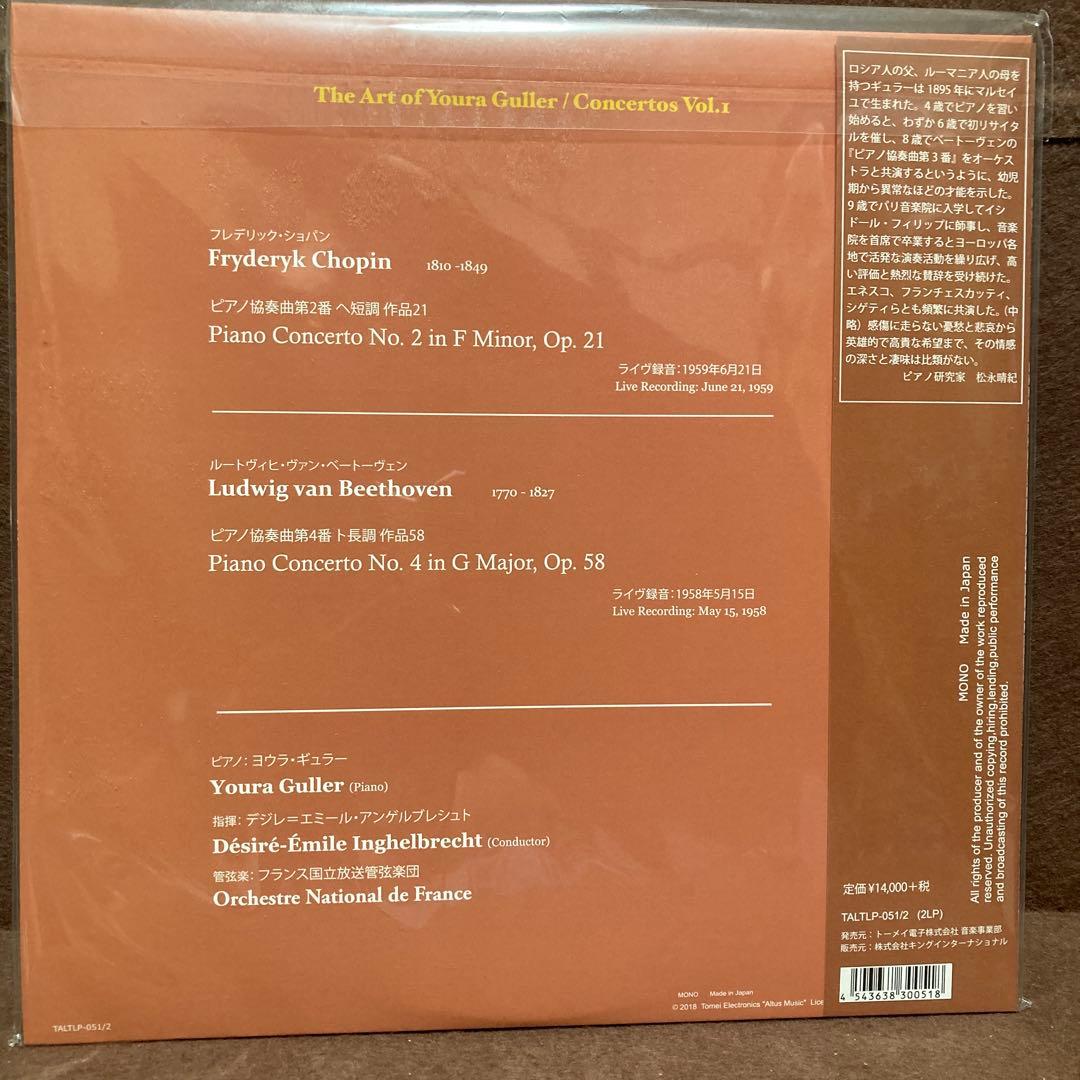 The Art of Youra Guller / Concertos Vol.1
フレデリック・ショパン
Fryderyk Chopin 1810 -1849
ピアノ協奏曲第2番 ヘ短調 作品21
Piano Concerto No. 2 in F Minor, Op. 21
ライヴ録音：1959年6月21日
Live Recording: June 21, 1959
ルートヴィヒ・ヴァン・ベートーヴェン
Ludwig van Beethoven 1770 - 1827
ピアノ協奏曲第4番 ト長調 作品58
Piano Concerto No. 4 in G Major, Op. 58
ライヴ録音：1958年5月15日
Live Recording: May 15, 1958
ピアノ：ヨウラ・ギュラー
Youra Guller (Piano)
指揮：デジレ＝エミール・アンゲルブレシュト
Désiré-Émile Inghelbrecht (Conductor)
管弦楽：フランス国立放送管弦楽団
Orchestre National de France
MONO Made in Japan
©2018 Tomei Electronics "Altus Music" Lice
TALTLP-051/2
ロシア人の父、ルーマニア人の母を
持つギュラーは1895年にマルセイ
ユで生まれた。4歳でピアノを習い
始めると、わずか6歳で初リサイタ
ルを催し、8歳でベートーヴェンの
『ピアノ協奏曲第3番』をオーケス
トラと共演するというように、幼児
期から異常なほどの才能を示した。
9歳でパリ音楽院に入学してイシ
ドール・フィリップに師事し、音楽
院を首席で卒業するとヨーロッパ各
地で活発な演奏活動を繰り広げ、高
い評価と熱烈な賛辞を受け続けた。
エネスコ、フランチェスカッティ、
シゲティらとも頻繁に共演した。（中
略）感傷に走らない憂愁と悲哀から
英雄的で高貴な希望まで、その情感
の深さと凄味は比類がない。
ピアノ研究家 松永晴紀
MONO Made in Japan
All rights of the producer and of the owner of the work reproduced
reserved. Unauthorized copying,hiring,lending,public performance
and broadcasting of this record prohibited.
定価¥14,000＋税
TALTLP-051/2 (2LP)
発売元：トーメイ電子株式会社 音楽事業部
販売元：株式会社キングインターナショナル
4 543638 300518